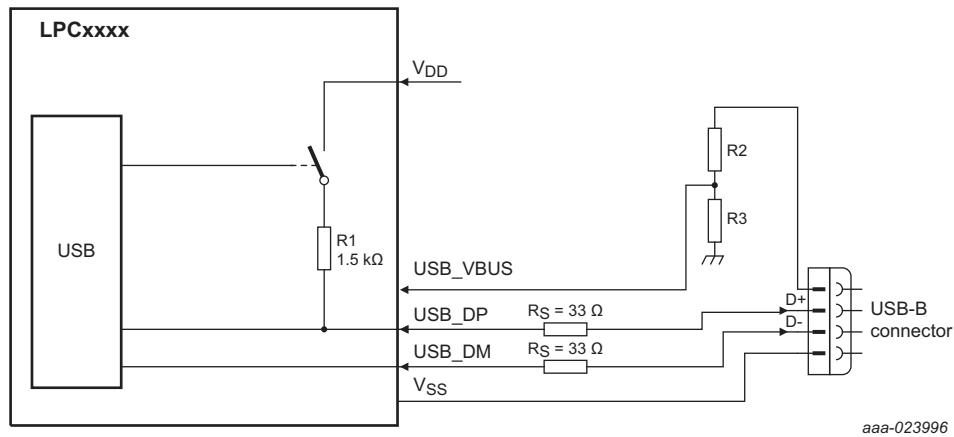 LPCxxxx
VDD
R2
R3
USB
R1
1.5 kΩ
USB_VBUS
USB_DP
RS = 33 Ω
D+
USB-B
connector
D-
USB_DM
RS = 33 Ω
VSS
aaa-023996